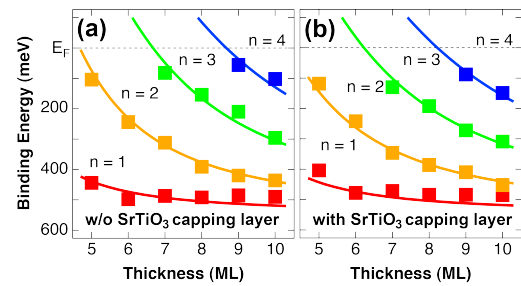 (a)
(b)
n = 4
n = 4
E_F
n = 3
n = 3
n = 2
n = 2
200
n = 1
n = 1
400
w/o SrTiO₃ capping layer
with SrTiO₃ capping layer
600
5 6 7 8 9 10
5 6 7 8 9 10
Thickness (ML)
Thickness (ML)
Binding Energy (meV)